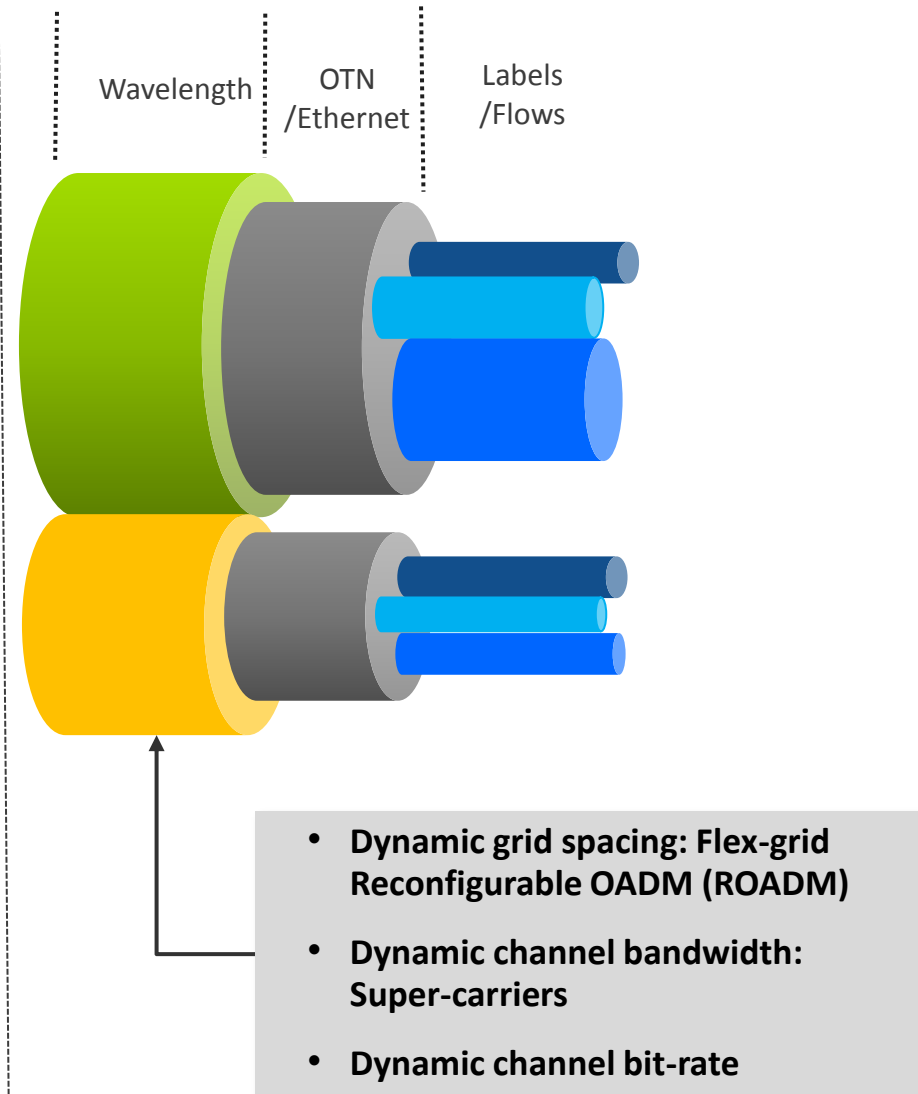 Wavelength
OTN
/Ethernet
Labels
/Flows
• Dynamic grid spacing: Flex-grid
Reconfigurable OADM (ROADM)
• Dynamic channel bandwidth:
Super-carriers
• Dynamic channel bit-rate